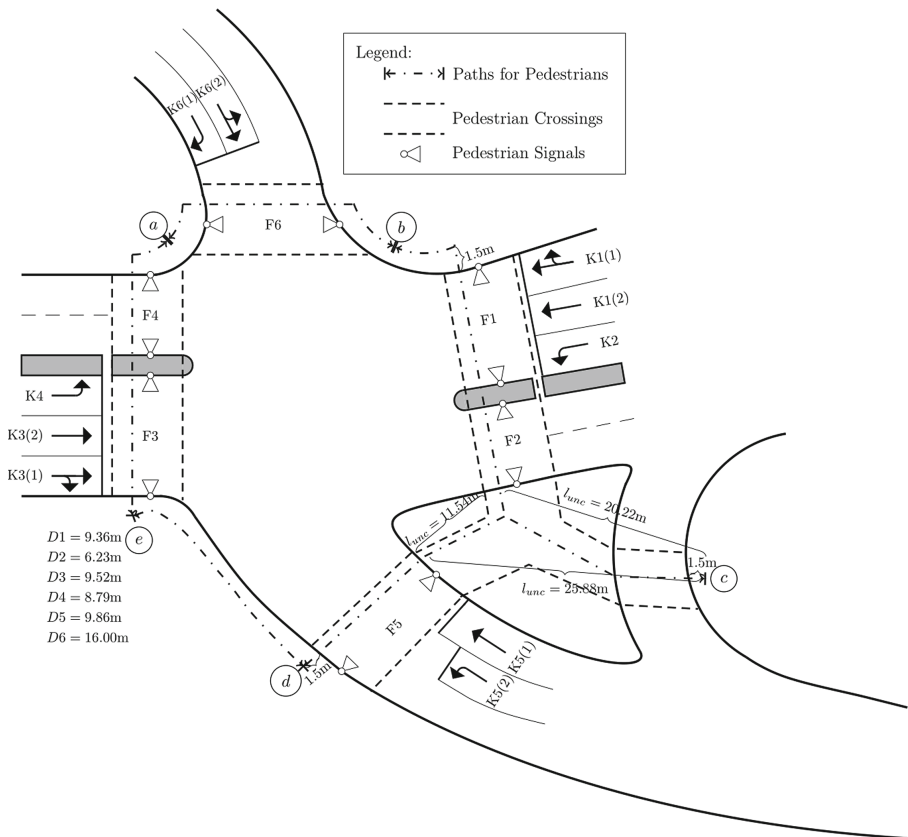 Legend:
Paths for Pedestrians
Pedestrian Crossings
Pedestrian Signals
K6(1)
K6(2)
a
F6
b
1.5m
K1(1)
K1(2)
K2
F1
F4
K4
K3(2)
K3(1)
F3
F2
l_unc = 20.22m
l_unc = 11.54m
1.5m
c
l_unc = 25.88m
e
D1 = 9.36m
D2 = 6.23m
D3 = 9.52m
D4 = 8.79m
D5 = 9.86m
D6 = 16.00m
F5
K5(1)
K5(2)
d
1.5m